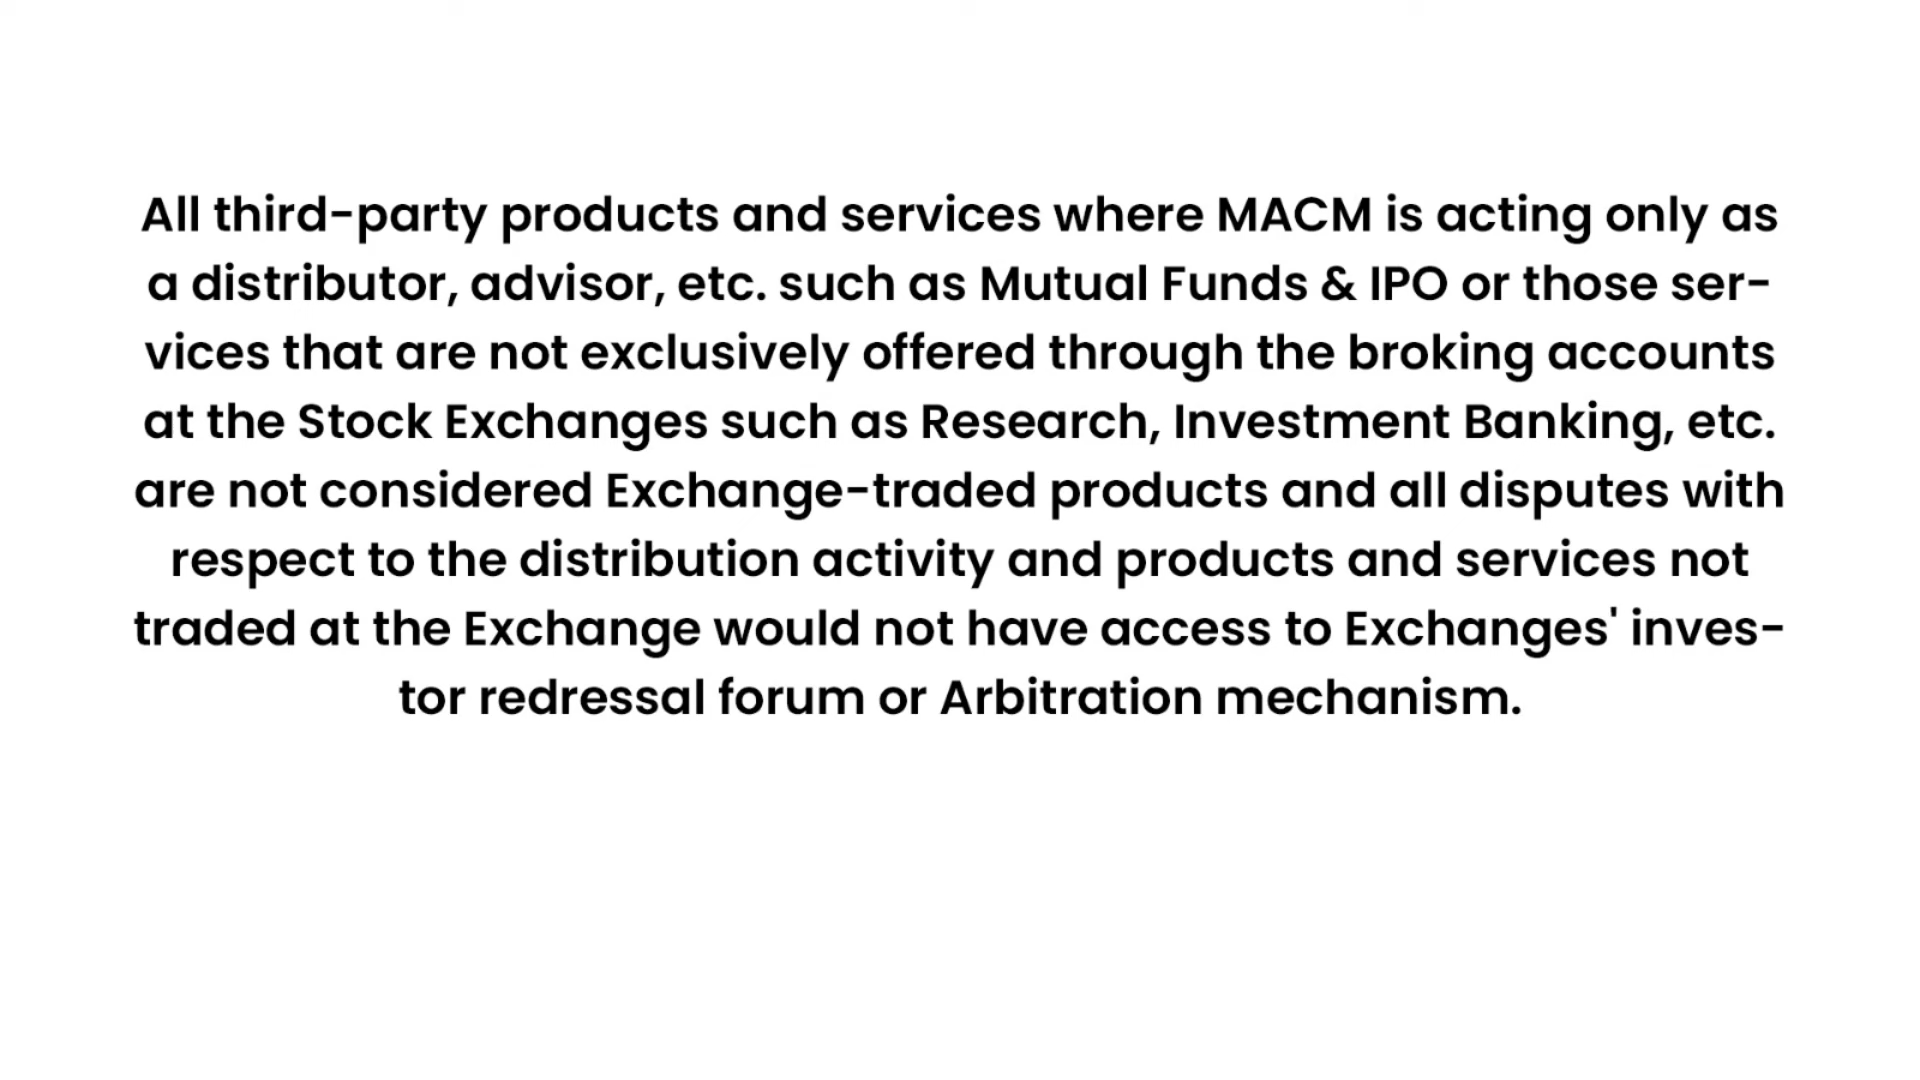 All third-party products and services where MACM is acting only as
a distributor, advisor, etc. such as Mutual Funds & IPO or those ser-
vices that are not exclusively offered through the broking accounts
at the Stock Exchanges such as Research, Investment Banking, etc.
are not considered Exchange-traded products and all disputes with
respect to the distribution activity and products and services not
traded at the Exchange would not have access to Exchanges' inves-
tor redressal forum or Arbitration mechanism.